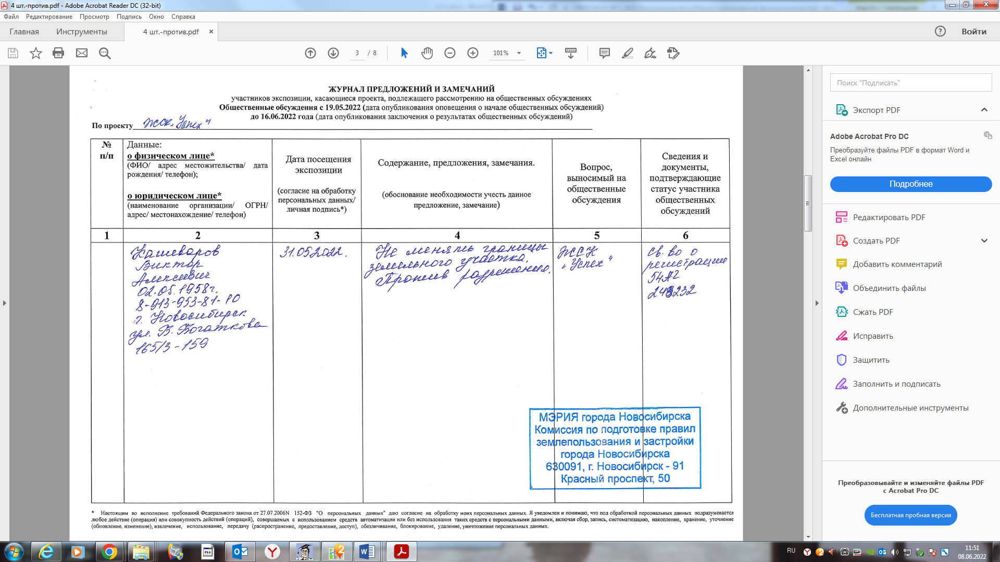 4 шт.-против.pdf - Adobe Acrobat Reader DC (32-bit)
Файл Редактирование Просмотр Подпись Окно Справка
Главная Инструменты 4 шт.-против.pdf × Войти
3 / 8 101%
ЖУРНАЛ ПРЕДЛОЖЕНИЙ И ЗАМЕЧАНИЙ
участников экспозиции, касающиеся проекта, подлежащего рассмотрению на общественных обсуждениях
Общественные обсуждения с 19.05.2022 (дата опубликования оповещения о начале общественных обсуждений)
до 16.06.2022 года (дата опубликования заключения о результатах общественных обсуждений)
По проекту ЖСК „Успех"
№
п/п
Данные:
о физическом лице*
(ФИО/ адрес местожительства/ дата
рождения/ телефон);
о юридическом лице*
(наименование организации/ ОГРН/
адрес/ местонахождение/ телефон)
Дата посещения
экспозиции
(согласие на обработку
персональных данных/
личная подпись*)
Содержание, предложения, замечания.
(обоснование необходимости учесть данное
предложение, замечание)
Вопрос,
выносимый на
общественные
обсуждения
Сведения и
документы,
подтверждающие
статус участника
общественных
обсуждений
1 2 3 4 5 6
Кашеваров
Виктор
Алексеевич
02.05.1958г.
8-913-953-81-10
г. Новосибирск
ул. Б. Богаткова
165/3-159
31.05.2022.
Не менять границы
земельного участка.
Против разрешения.
ЖСК
„Успех"
св-во о
регистрации
54АГ
МЭРИЯ города Новосибирска
Комиссия по подготовке правил
землепользования и застройки
города Новосибирска
630091, г. Новосибирск - 91
Красный проспект, 50
* Настоящим во исполнение требований Федерального закона от 27.07.2006N 152-ФЗ "О персональных данных" даю согласие на обработку моих персональных данных. Я уведомлен и понимаю, что под обработкой персональных данных подразумевается
любое действие (операция) или совокупность действий (операций), совершаемых с использованием средств автоматизации или без использования таких средств с персональными данными, включая сбор, запись, систематизацию, накопление, хранение, уточнение
(обновление, изменение), извлечение, использование, передачу (распространение, предоставление, доступ), обезличивание, блокирование, удаление, уничтожение персональных данных.
Поиск "Подписать"
Экспорт PDF
Adobe Acrobat Pro DC
Преобразуйте файлы PDF в формат Word и
Excel онлайн
Подробнее
Редактировать PDF
Создать PDF
Добавить комментарий
Объединить файлы
Сжать PDF
Исправить
Защитить
Заполнить и подписать
Дополнительные инструменты
Преобразовывайте и изменяйте файлы PDF
с Acrobat Pro DC
Бесплатная пробная версия
RU
11:51
08.06.2022